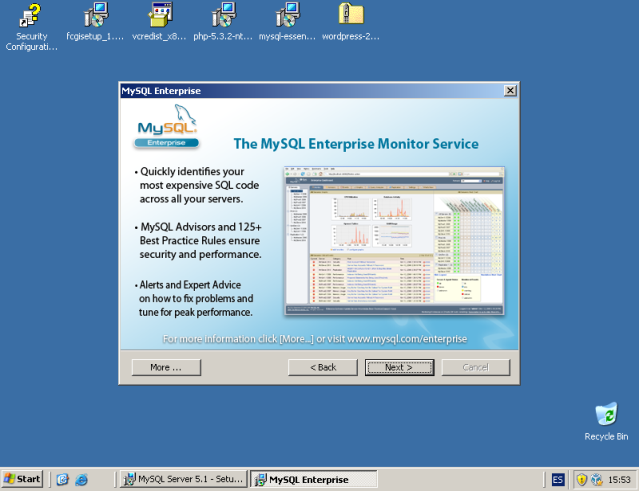 Security
Configurati...
fcgisetup_1....
vcredist_x8...
php-5.3.2-nt...
mysql-essen...
wordpress-2...
MySQL Enterprise
MySQL
Enterprise
The MySQL Enterprise Monitor Service
• Quickly identifies your
most expensive SQL code
across all your servers.
• MySQL Advisors and 125+
Best Practice Rules ensure
security and performance.
• Alerts and Expert Advice
on how to fix problems and
tune for peak performance.
For more information click [More...] or visit www.mysql.com/enterprise
More ...
< Back
Next >
Cancel
Recycle Bin
Start
MySQL Server 5.1 - Setu...
MySQL Enterprise
ES
15:53